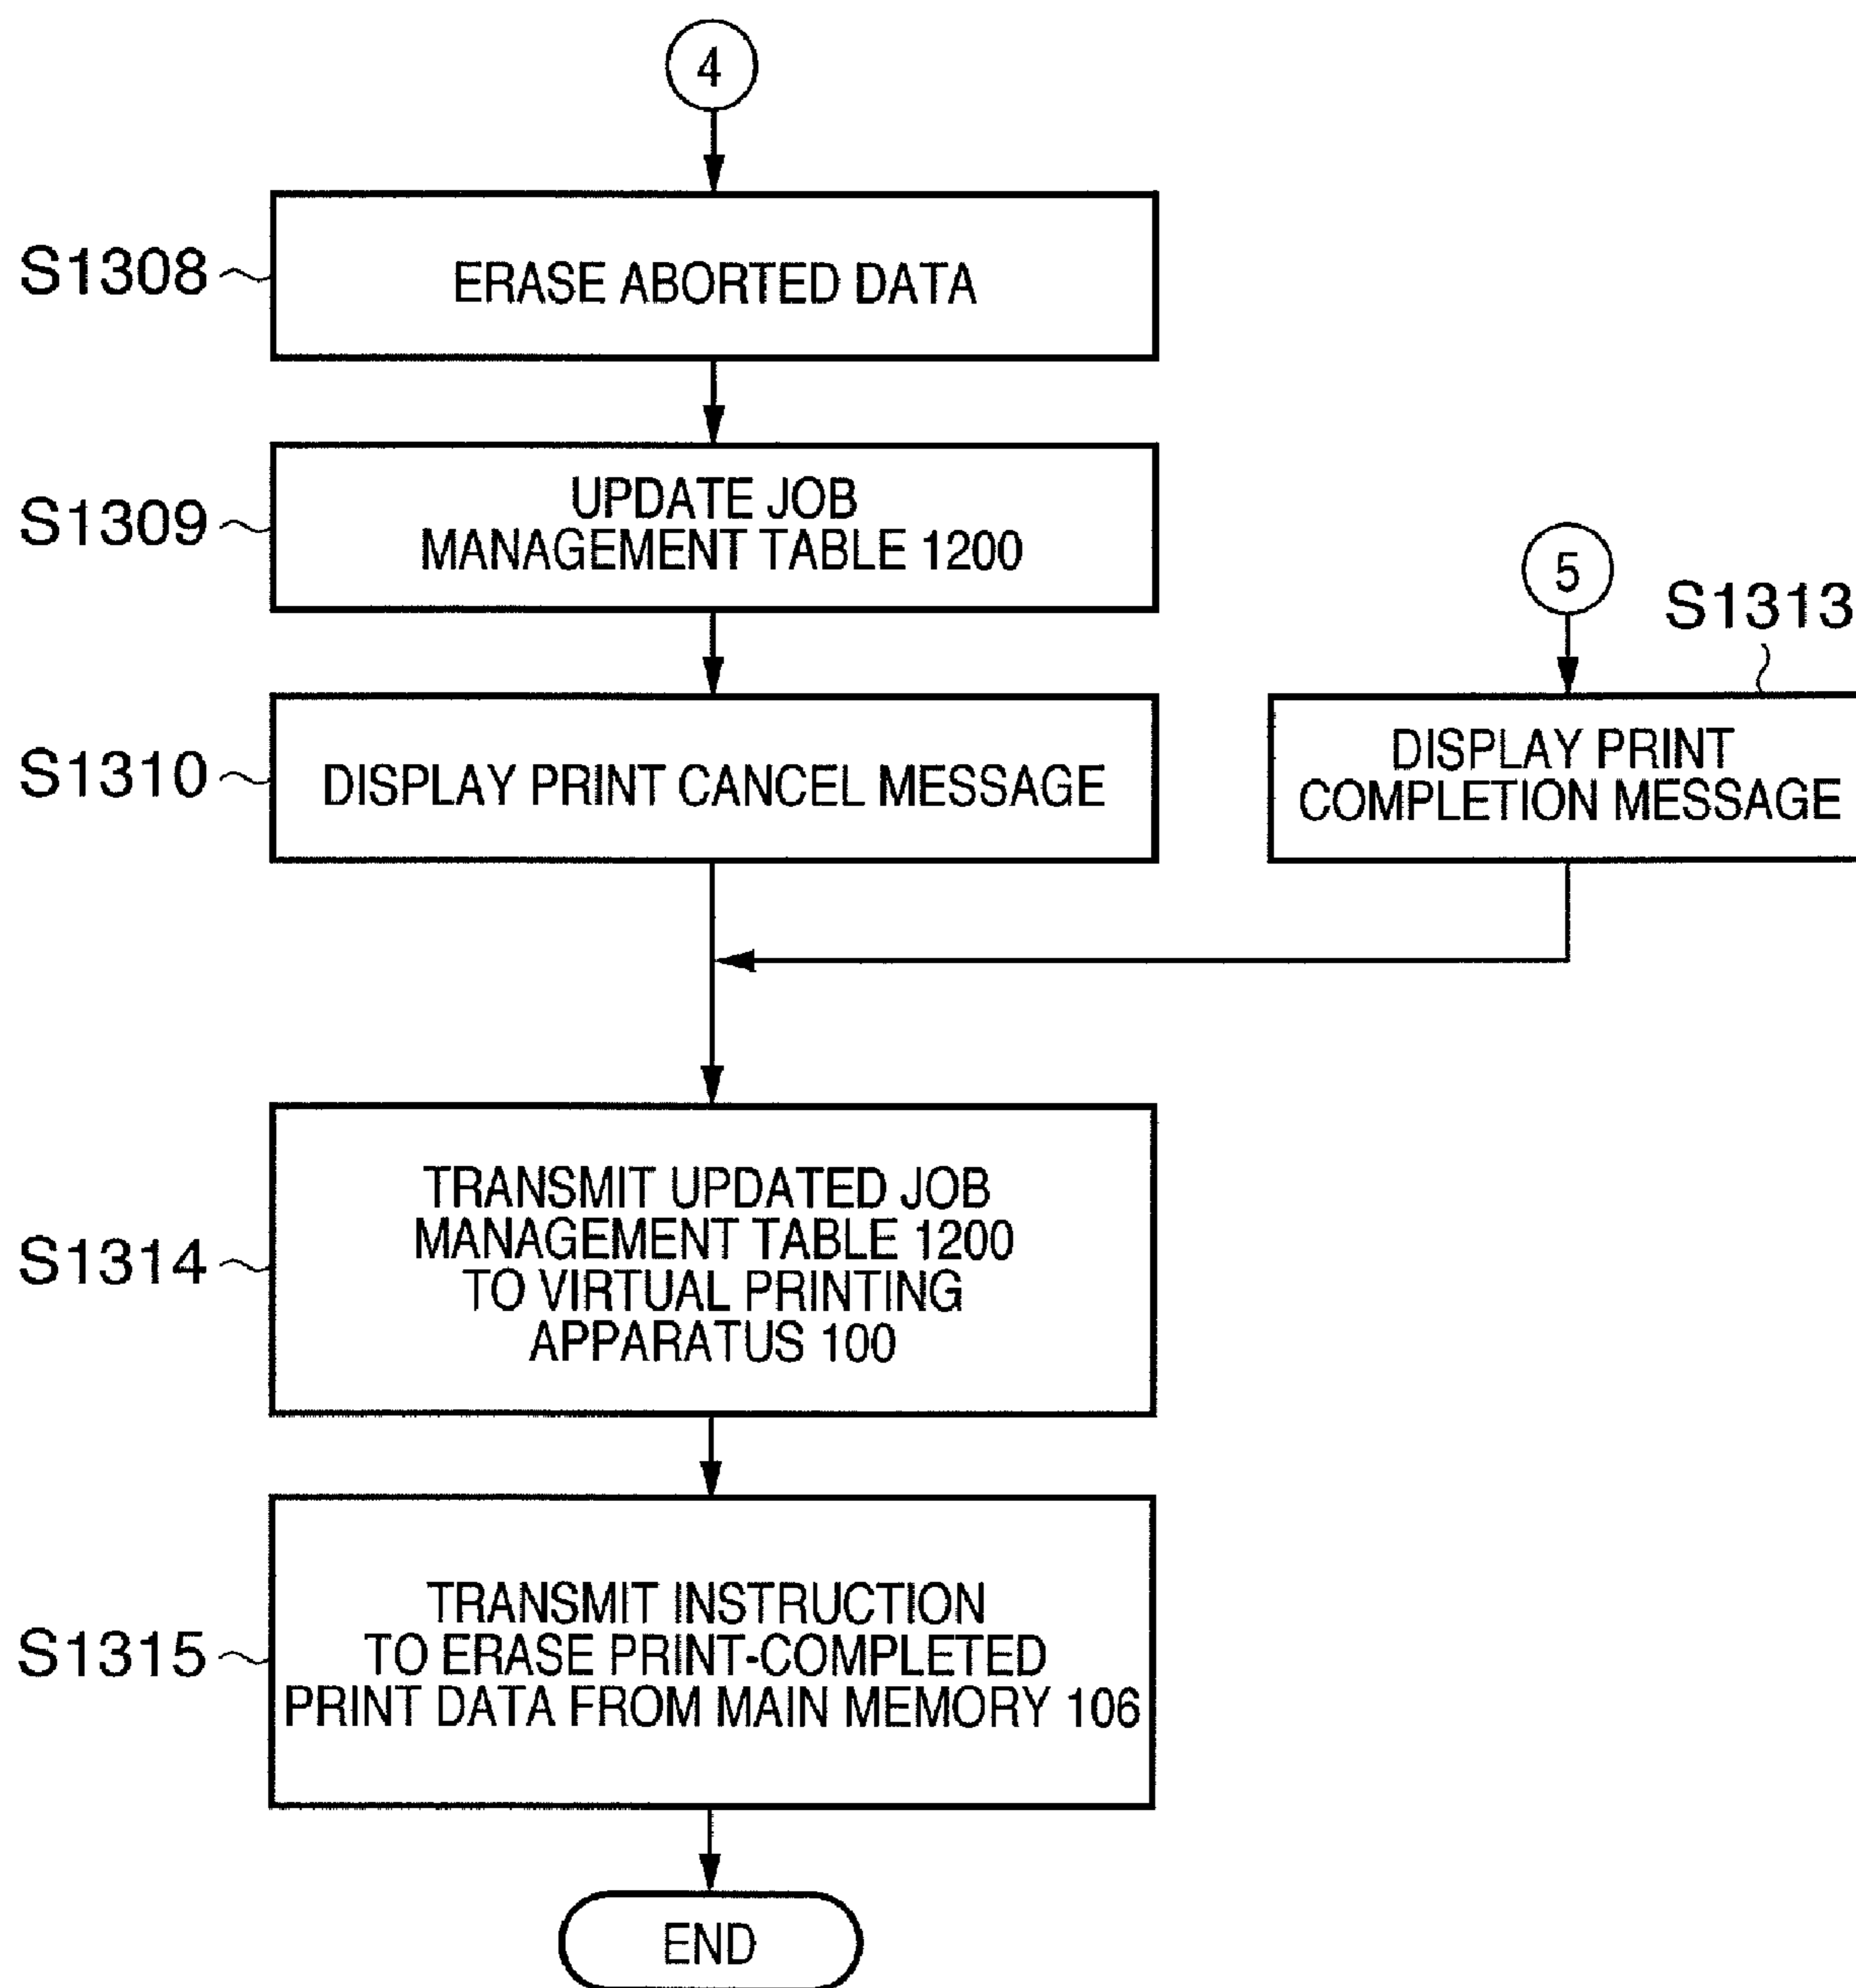 4
S1308
ERASE ABORTED DATA
S1309
UPDATE JOB
MANAGEMENT TABLE 1200
5
S1313
S1310
DISPLAY PRINT CANCEL MESSAGE
DISPLAY PRINT
COMPLETION MESSAGE
S1314
TRANSMIT UPDATED JOB
MANAGEMENT TABLE 1200
TO VIRTUAL PRINTING
APPARATUS 100
S1315
TRANSMIT INSTRUCTION
TO ERASE PRINT-COMPLETED
PRINT DATA FROM MAIN MEMORY 106
END